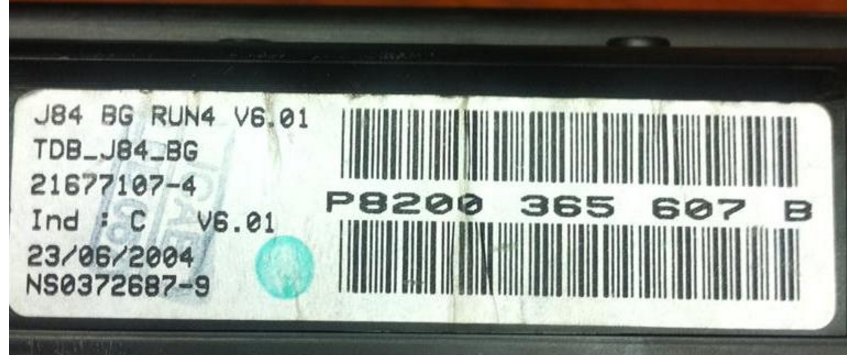 J84 BG RUN4 V6.01
TDB_J84_BG
21677107-4
Ind : C V6.01
23/06/2004
NS0372687-9
P8200 365 607 B